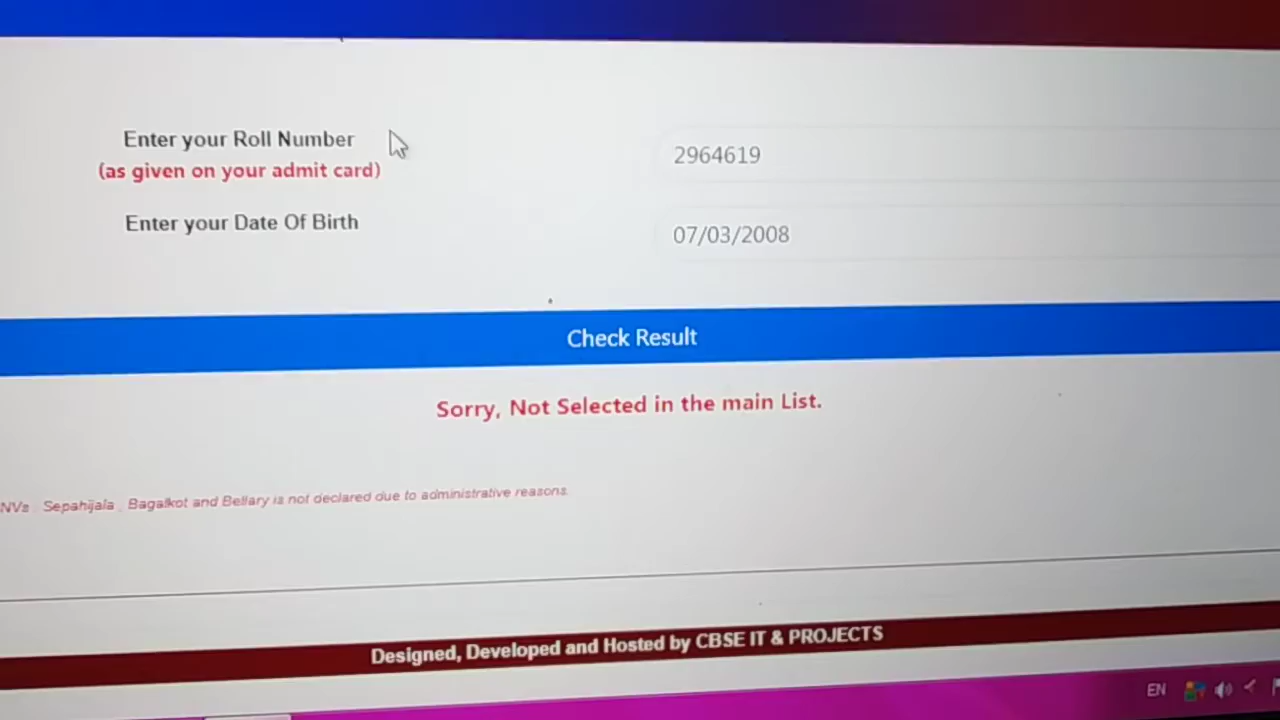 Enter your Roll Number
(as given on your admit card)
2964619
Enter your Date Of Birth
07/03/2008
Check Result
Sorry, Not Selected in the main List.
NVs Sepahijala , Bagalkot and Bellary is not declared due to administrative reasons.
Designed, Developed and Hosted by CBSE IT & PROJECTS
EN